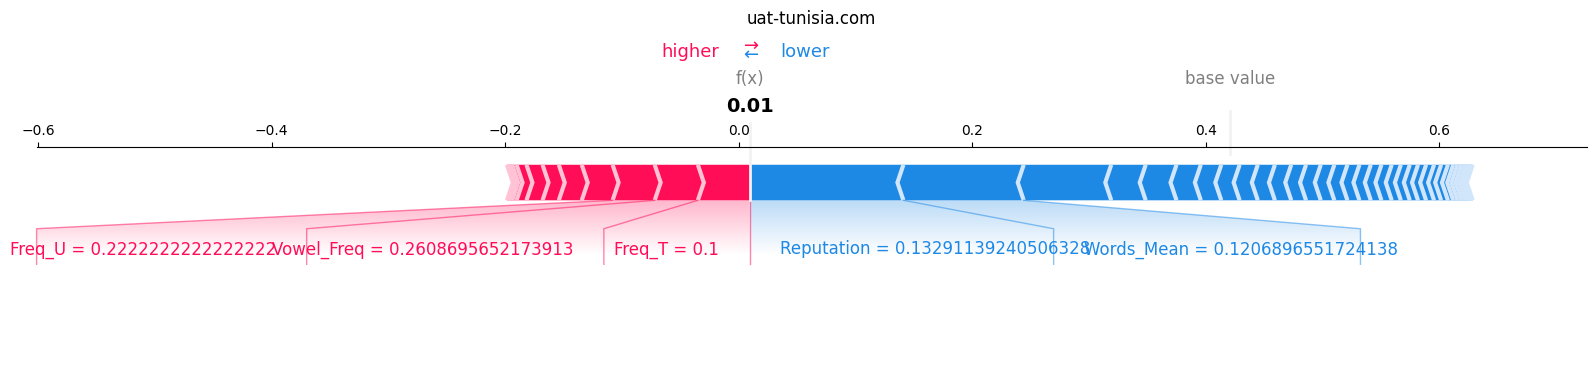 uat-tunisia.com
higher ⇄ lower
f(x) base value
0.01
−0.6 −0.4 −0.2 0.0 0.2 0.4 0.6
Freq_U = 0.2222222222222222 Vowel_Freq = 0.2608695652173913 Freq_T = 0.1 Reputation = 0.13291139240506328 Words_Mean = 0.1206896551724138